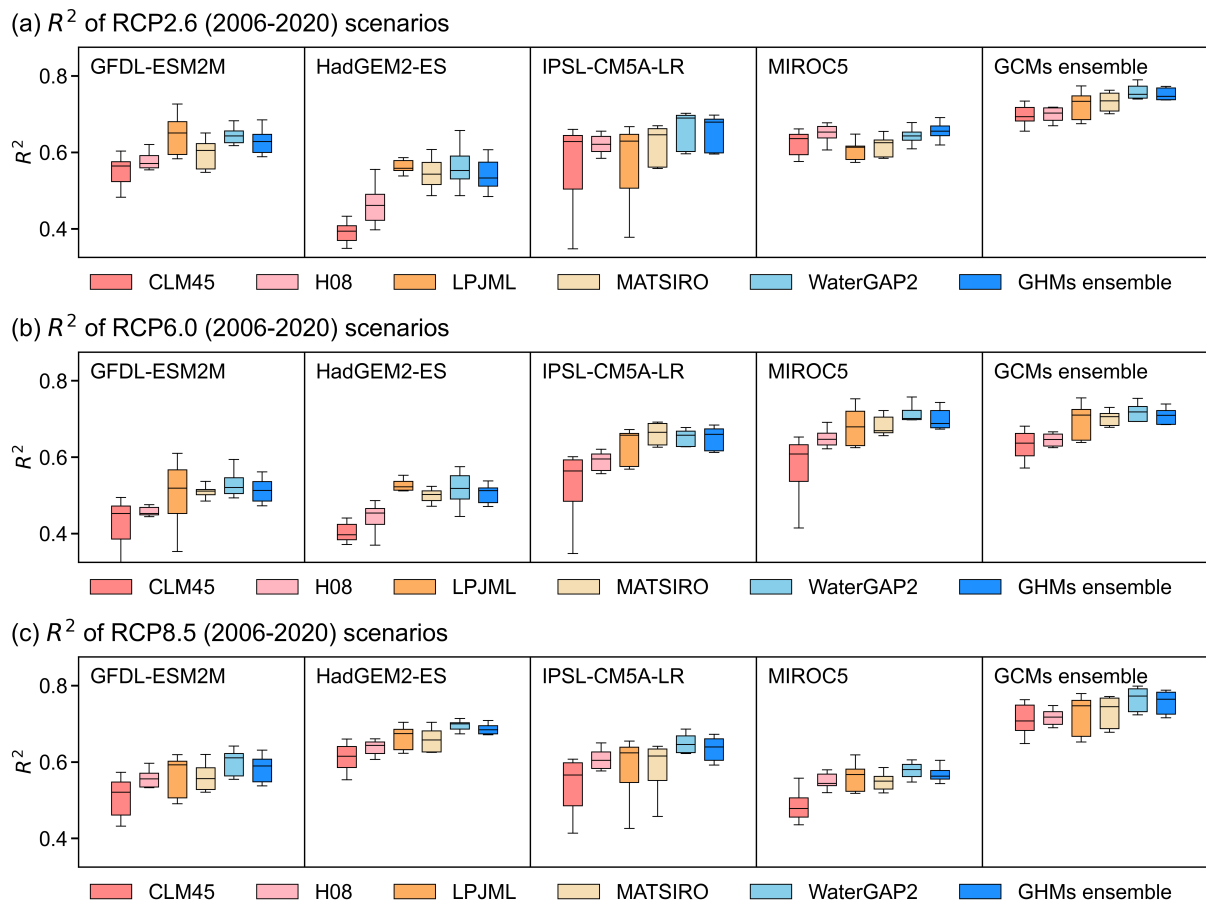 (a) R² of RCP2.6 (2006-2020) scenarios
GFDL-ESM2M HadGEM2-ES IPSL-CM5A-LR MIROC5 GCMs ensemble
0.8
0.6
0.4
R²
CLM45 H08 LPJML MATSIRO WaterGAP2 GHMs ensemble
(b) R² of RCP6.0 (2006-2020) scenarios
GFDL-ESM2M HadGEM2-ES IPSL-CM5A-LR MIROC5 GCMs ensemble
0.8
0.6
0.4
R²
CLM45 H08 LPJML MATSIRO WaterGAP2 GHMs ensemble
(c) R² of RCP8.5 (2006-2020) scenarios
GFDL-ESM2M HadGEM2-ES IPSL-CM5A-LR MIROC5 GCMs ensemble
0.8
0.6
0.4
R²
CLM45 H08 LPJML MATSIRO WaterGAP2 GHMs ensemble